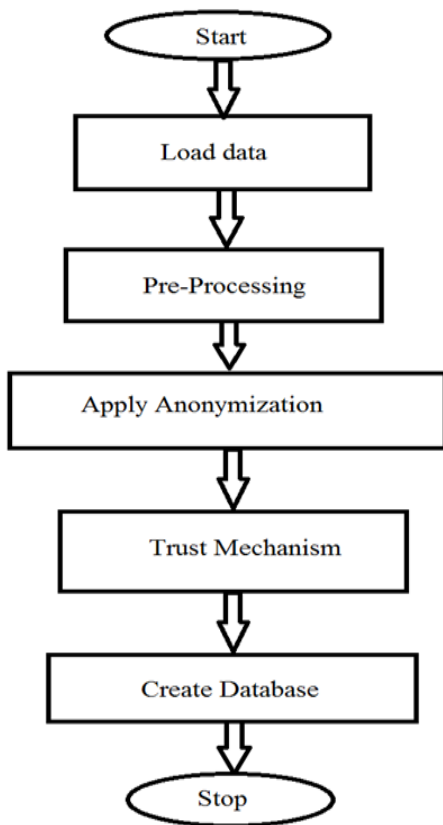 Start
Load data
Pre-Processing
Apply Anonymization
Trust Mechanism
Create Database
Stop